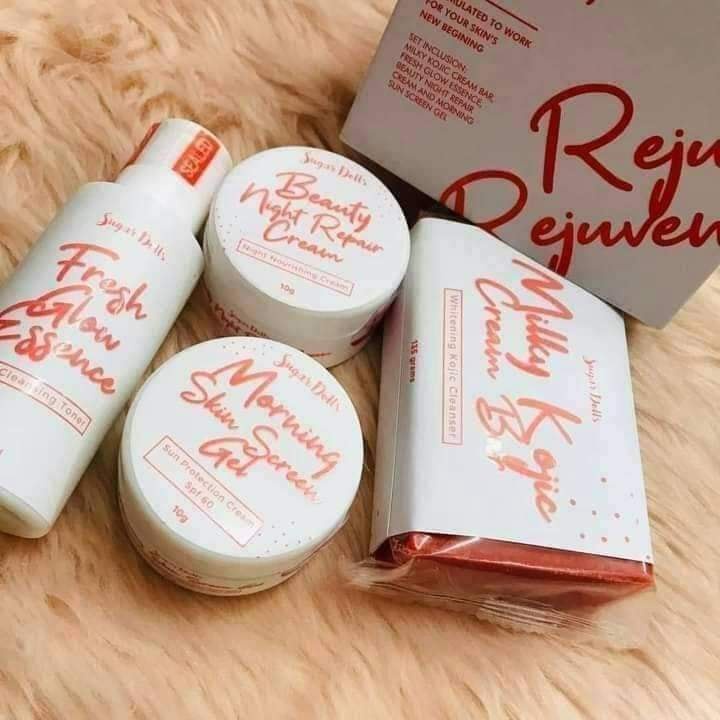 FORMULATED TO WORK
FOR YOUR SKIN'S
NEW BEGINING
SET INCLUSION:
MILKY KOJIC CREAM BAR,
FRESH GLOW ESSENCE,
BEAUTY NIGHT REPAIR
CREAM AND MORNING
SUN SCREEN GEL
Reju
Rejuven
SEALED
Sugar Dolls
Fresh
Glow
Essence
Cleansing Toner
Sugar Dolls
Beauty
Night Repair
Cream
Night Nourishing Cream
10g
Sugar Dolls
Morning
Skin Screen
Gel
Sun Protection Cream
Spf 60
10g
Sugar Dolls
Milky Kojic
Cream B
Whitening Kojic Cleanser
135 grams